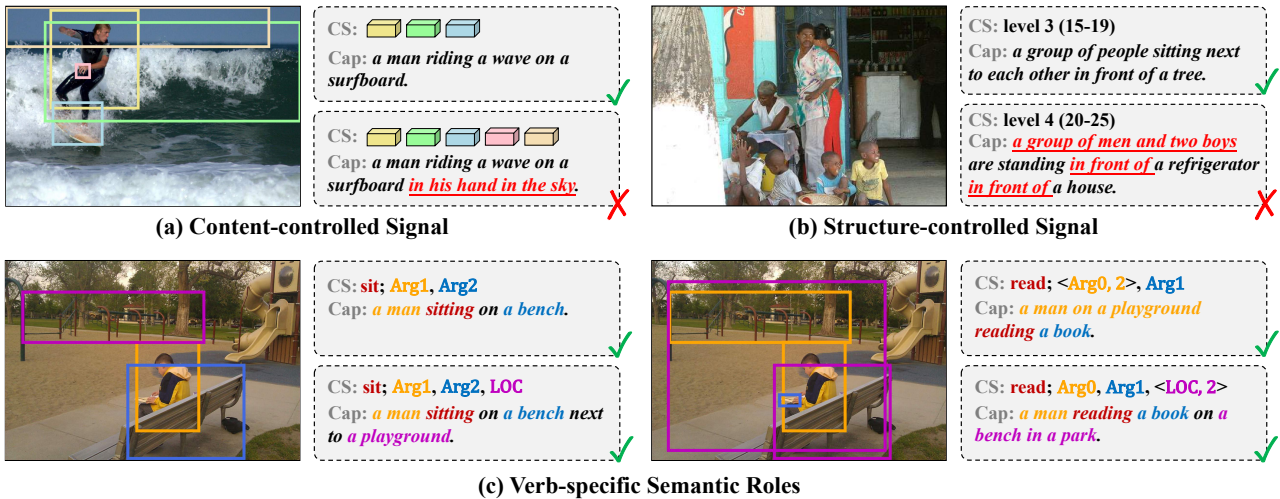 CS:
Cap: a man riding a wave on a
surfboard.
CS:
Cap: a man riding a wave on a
surfboard in his hand in the sky.
(a) Content-controlled Signal
CS: level 3 (15-19)
Cap: a group of people sitting next
to each other in front of a tree.
CS: level 4 (20-25)
Cap: a group of men and two boys
are standing in front of a refrigerator
in front of a house.
(b) Structure-controlled Signal
CS: sit; Arg1, Arg2
Cap: a man sitting on a bench.
CS: sit; Arg1, Arg2, LOC
Cap: a man sitting on a bench next
to a playground.
CS: read; <Arg0, 2>, Arg1
Cap: a man on a playground
reading a book.
CS: read; Arg0, Arg1, <LOC, 2>
Cap: a man reading a book on a
bench in a park.
(c) Verb-specific Semantic Roles